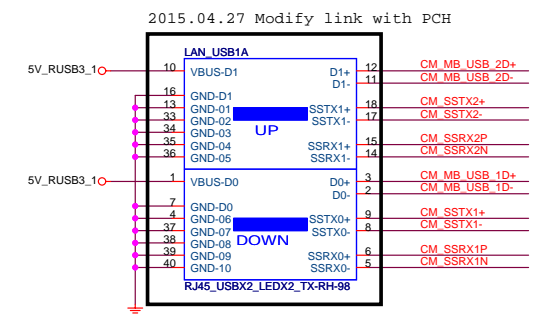 2015.04.27 Modify link with PCH
LAN_USB1A
5V_RUSB3_1 10 VBUS-D1 D1+ 12 CM_MB_USB_2D+
D1- 11 CM_MB_USB_2D-
16 GND-D1
13 GND-01 SSTX1+ 18 CM_SSTX2+
33 GND-02 SSTX1- 17 CM_SSTX2-
34 GND-03 UP
35 GND-04 SSRX1+ 15 CM_SSRX2P
36 GND-05 SSRX1- 14 CM_SSRX2N
5V_RUSB3_1 1 VBUS-D0 D0+ 3 CM_MB_USB_1D+
D0- 2 CM_MB_USB_1D-
7 GND-D0
4 GND-06 SSTX0+ 9 CM_SSTX1+
37 GND-07 SSTX0- 8 CM_SSTX1-
38 GND-08 DOWN
39 GND-09 SSRX0+ 6 CM_SSRX1P
40 GND-10 SSRX0- 5 CM_SSRX1N
RJ45_USBX2_LEDX2_TX-RH-98